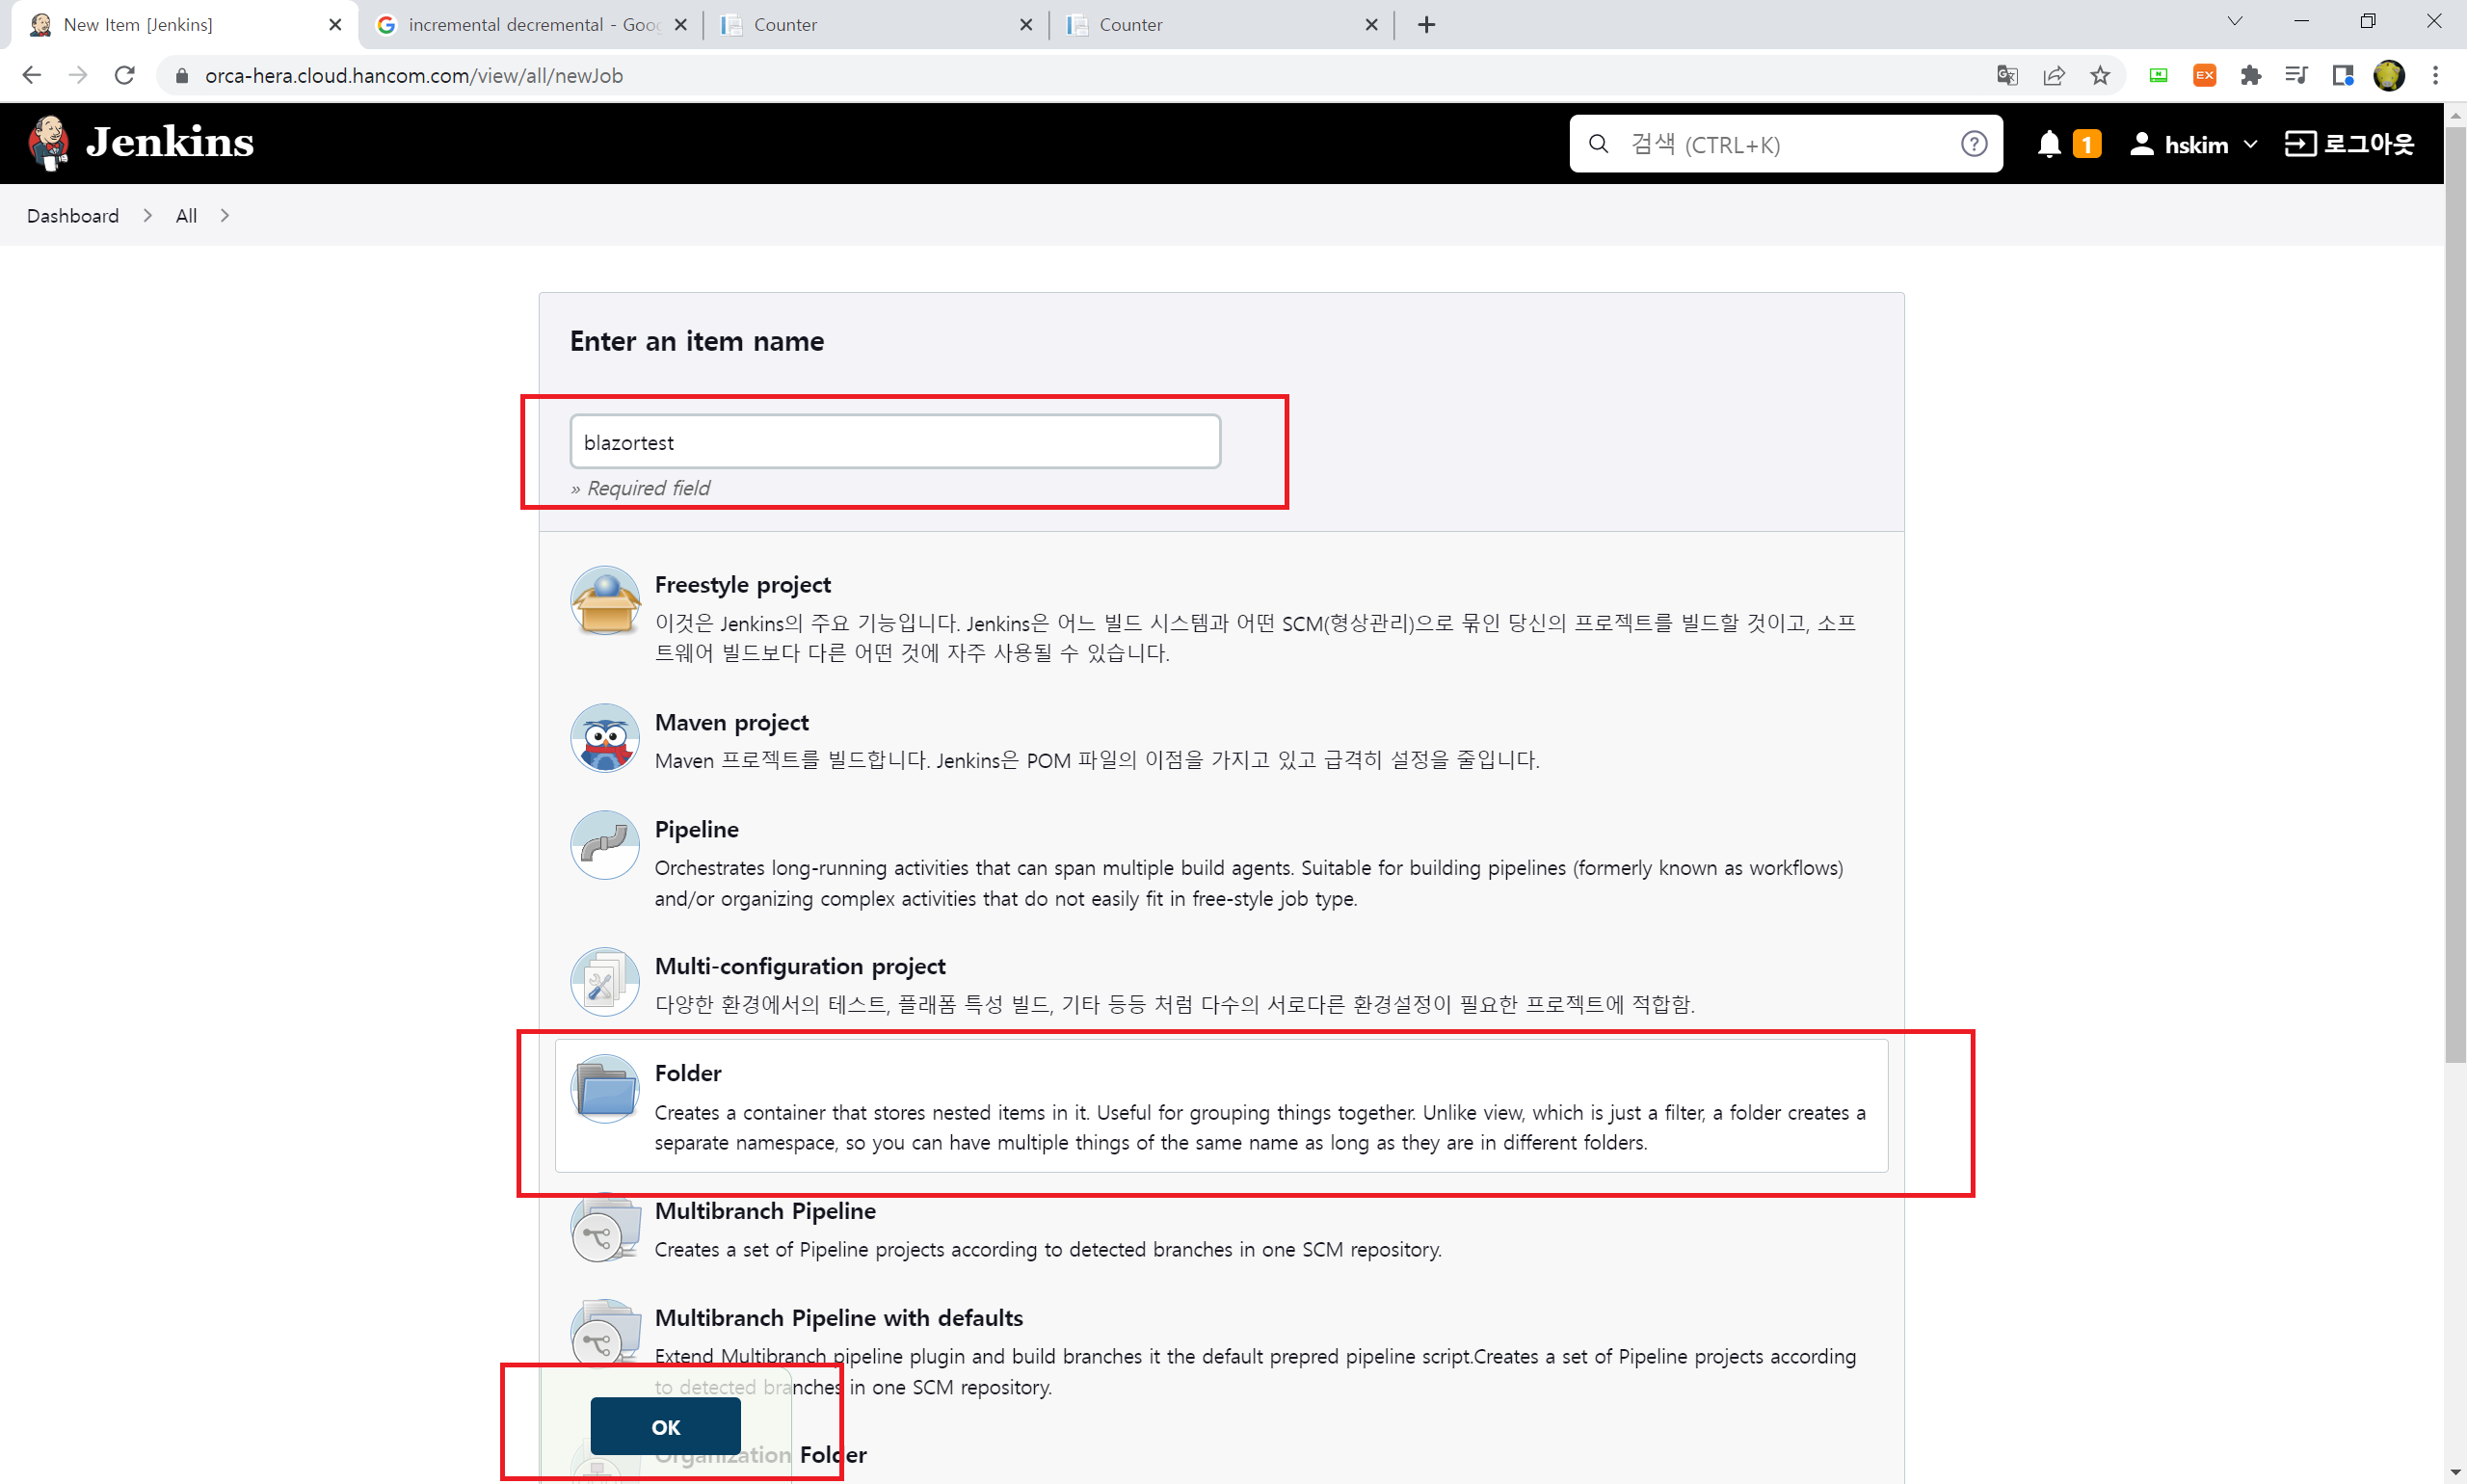 New Item [Jenkins]
incremental decremental - Goog
Counter
Counter
orca-hera.cloud.hancom.com/view/all/newJob
EX
Jenkins
검색 (CTRL+K)
1
hskim
로그아웃
Dashboard
All
Enter an item name
blazortest
» Required field
Freestyle project
이것은 Jenkins의 주요 기능입니다. Jenkins은 어느 빌드 시스템과 어떤 SCM(형상관리)으로 묶인 당신의 프로젝트를 빌드할 것이고, 소프
트웨어 빌드보다 다른 어떤 것에 자주 사용될 수 있습니다.
Maven project
Maven 프로젝트를 빌드합니다. Jenkins은 POM 파일의 이점을 가지고 있고 급격히 설정을 줄입니다.
Pipeline
Orchestrates long-running activities that can span multiple build agents. Suitable for building pipelines (formerly known as workflows)
and/or organizing complex activities that do not easily fit in free-style job type.
Multi-configuration project
다양한 환경에서의 테스트, 플래폼 특성 빌드, 기타 등등 처럼 다수의 서로다른 환경설정이 필요한 프로젝트에 적합함.
Folder
Creates a container that stores nested items in it. Useful for grouping things together. Unlike view, which is just a filter, a folder creates a
separate namespace, so you can have multiple things of the same name as long as they are in different folders.
Multibranch Pipeline
Creates a set of Pipeline projects according to detected branches in one SCM repository.
Multibranch Pipeline with defaults
Extend Multibranch pipeline plugin and build branches it the default prepred pipeline script.Creates a set of Pipeline projects according
to detected branches in one SCM repository.
OK
Organization Folder